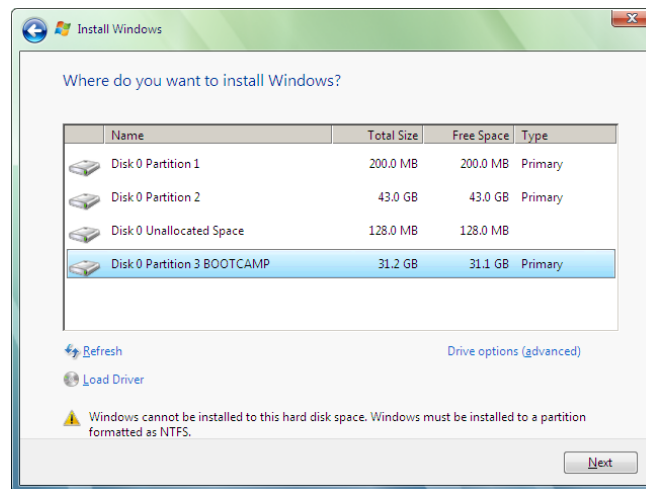 Install Windows
Where do you want to install Windows?
Name Total Size Free Space Type
Disk 0 Partition 1 200.0 MB 200.0 MB Primary
Disk 0 Partition 2 43.0 GB 43.0 GB Primary
Disk 0 Unallocated Space 128.0 MB 128.0 MB
Disk 0 Partition 3 BOOTCAMP 31.2 GB 31.1 GB Primary
Refresh Drive options (advanced)
Load Driver
Windows cannot be installed to this hard disk space. Windows must be installed to a partition
formatted as NTFS.
Next